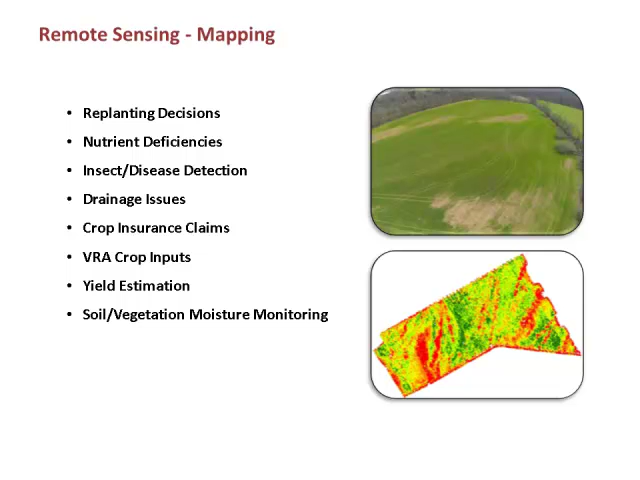 Remote Sensing - Mapping
• Replanting Decisions
• Nutrient Deficiencies
• Insect/Disease Detection
• Drainage Issues
• Crop Insurance Claims
• VRA Crop Inputs
• Yield Estimation
• Soil/Vegetation Moisture Monitoring